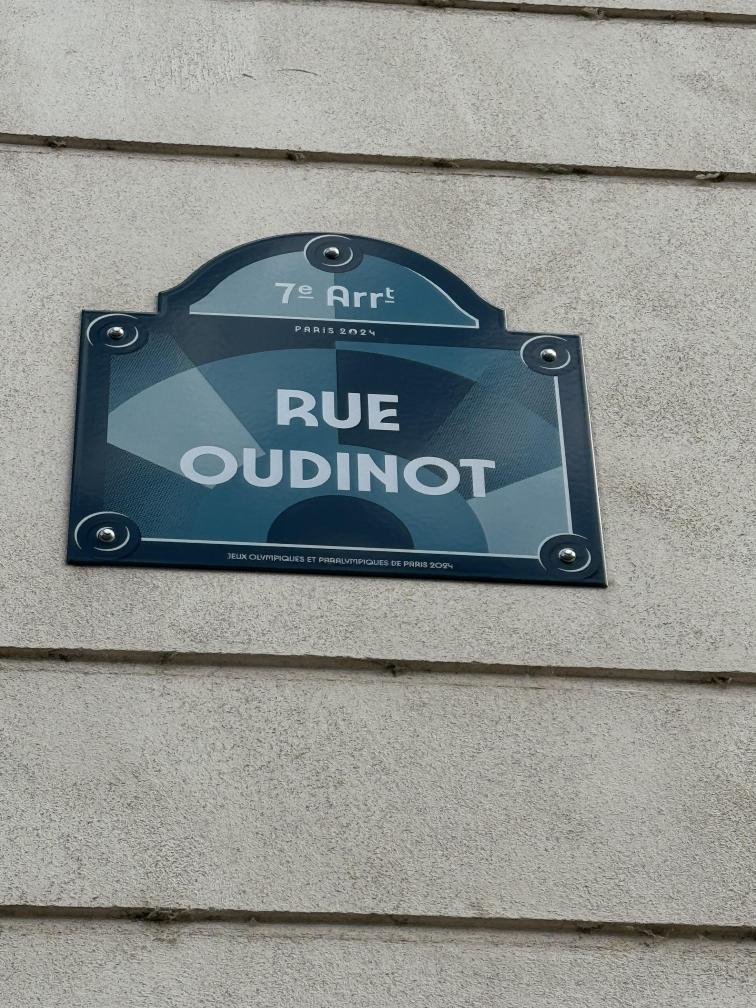 7e Arrt
PARIS 2024
RUE
OUDINOT
JEUX OLYMPIQUES ET PARALYMPIQUES DE PARIS 2024